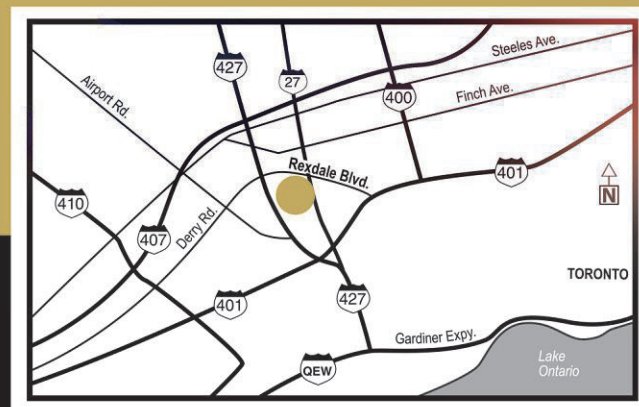 Steeles Ave.
427
27
400
Finch Ave.
Airport Rd.
Rexdale Blvd.
401
410
N
407
Derry Rd.
TORONTO
401
427
Gardiner Expy.
QEW
Lake
Ontario